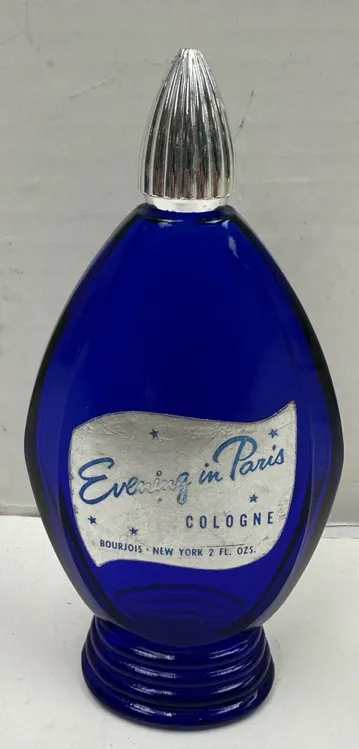 Evening in Paris
COLOGNE
BOURJOIS · NEW YORK 2 FL. OZS.